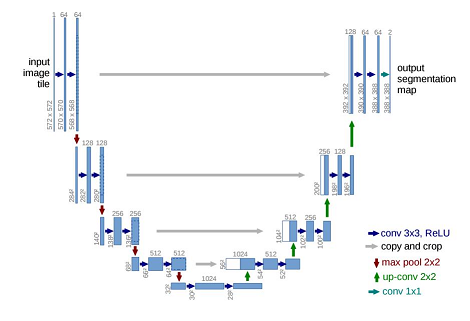 1 64 64
128 64 64 2
input
image
tile
output
segmentation
map
572 x 572
570 x 570
568 x 568
392 x 392
390 x 390
388 x 388
388 x 388
128 128
256 128
284²
282²
280²
200²
198²
196²
256 256
512 256
140²
138²
136²
104²
102²
100²
512 512
1024 512
68²
66²
64²
56²
54²
52²
1024
32²
30²
28²
conv 3x3, ReLU
copy and crop
max pool 2x2
up-conv 2x2
conv 1x1